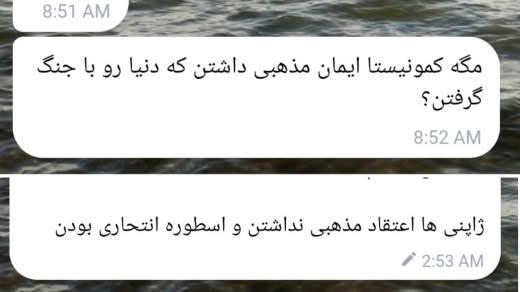 8:51 AM
مگه کمونیستا ایمان مذهبی داشتن که دنیا رو با جنگ
گرفتن؟
8:52 AM
ژاپنی ها اعتقاد مذهبی نداشتن و اسطوره انتحاری بودن
2:53 AM